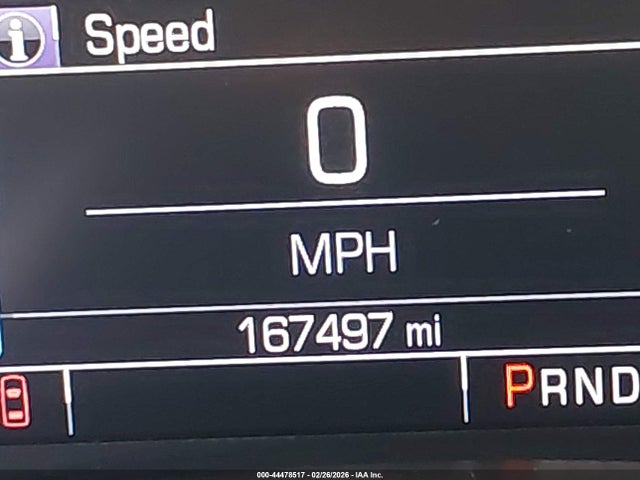 Speed
0
MPH
167497 mi
PRND
000-44478517 - 02/26/2026 - IAA Inc.